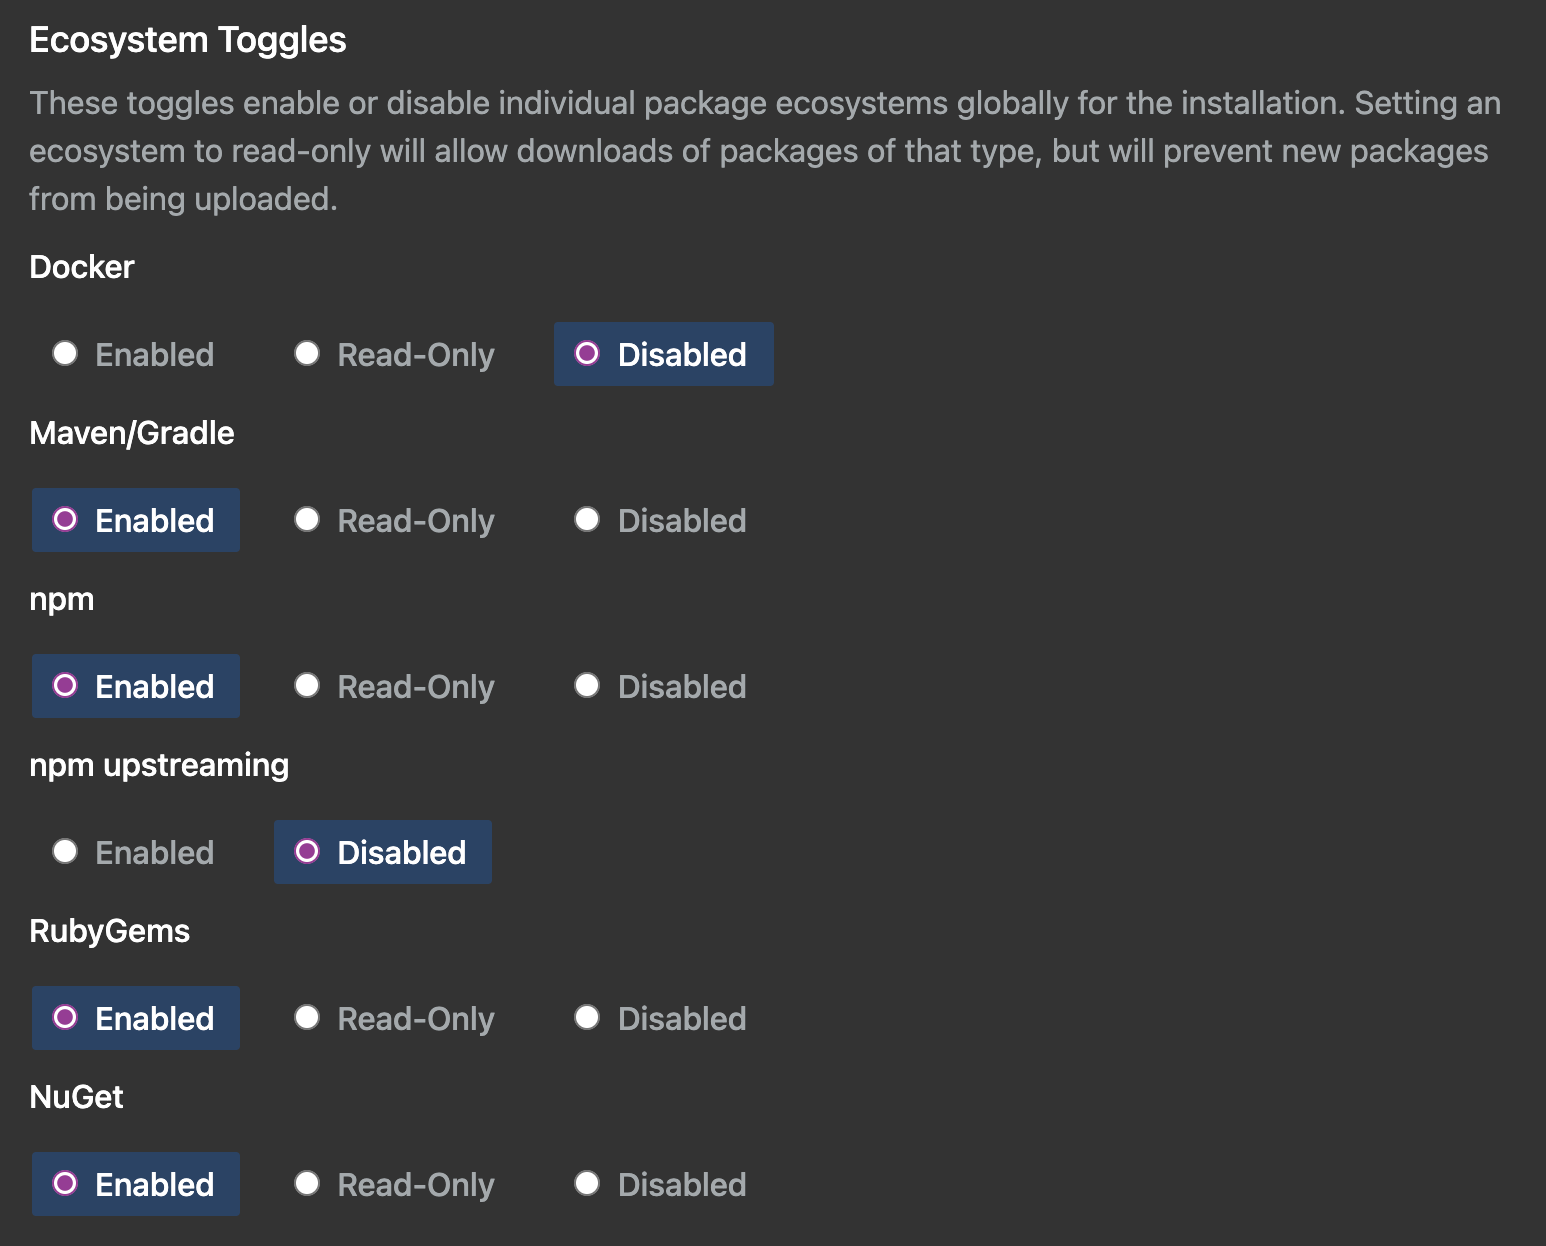 Ecosystem Toggles
These toggles enable or disable individual package ecosystems globally for the installation. Setting an
ecosystem to read-only will allow downloads of packages of that type, but will prevent new packages
from being uploaded.
Docker
Enabled Read-Only Disabled
Maven/Gradle
Enabled Read-Only Disabled
npm
Enabled Read-Only Disabled
npm upstreaming
Enabled Disabled
RubyGems
Enabled Read-Only Disabled
NuGet
Enabled Read-Only Disabled